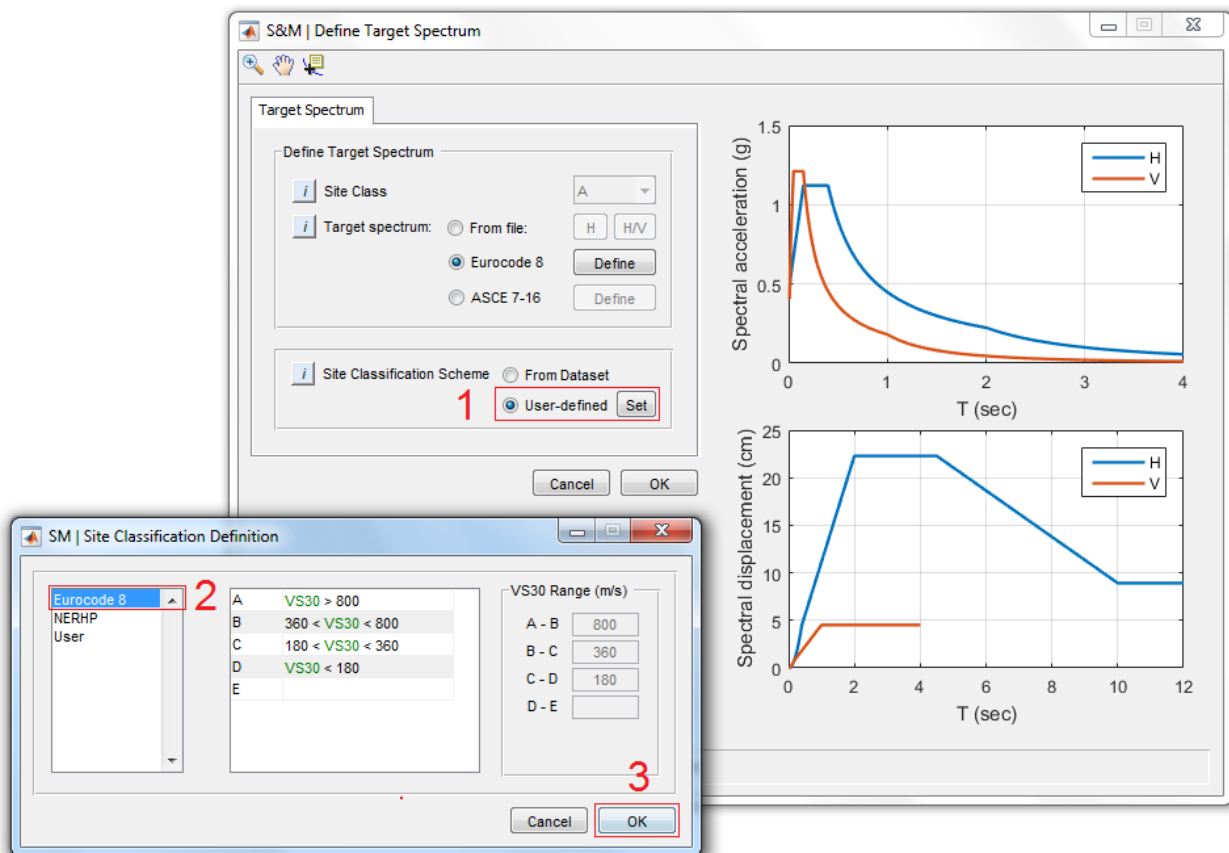 S&M | Define Target Spectrum
Target Spectrum
Define Target Spectrum
i Site Class A
i Target spectrum: From file: H H/V
Eurocode 8 Define
ASCE 7-16 Define
i Site Classification Scheme From Dataset
1 User-defined Set
Cancel OK
Spectral acceleration (g)
1.5
1
0.5
0
0 1 2 3 4
T (sec)
H
V
Spectral displacement (cm)
25
20
15
10
5
0
0 2 4 6 8 10 12
T (sec)
H
V
SM | Site Classification Definition
Eurocode 8 2
NERHP
User
A VS30 > 800
B 360 < VS30 < 800
C 180 < VS30 < 360
D VS30 < 180
E
VS30 Range (m/s)
A - B 800
B - C 360
C - D 180
D - E
3
Cancel OK